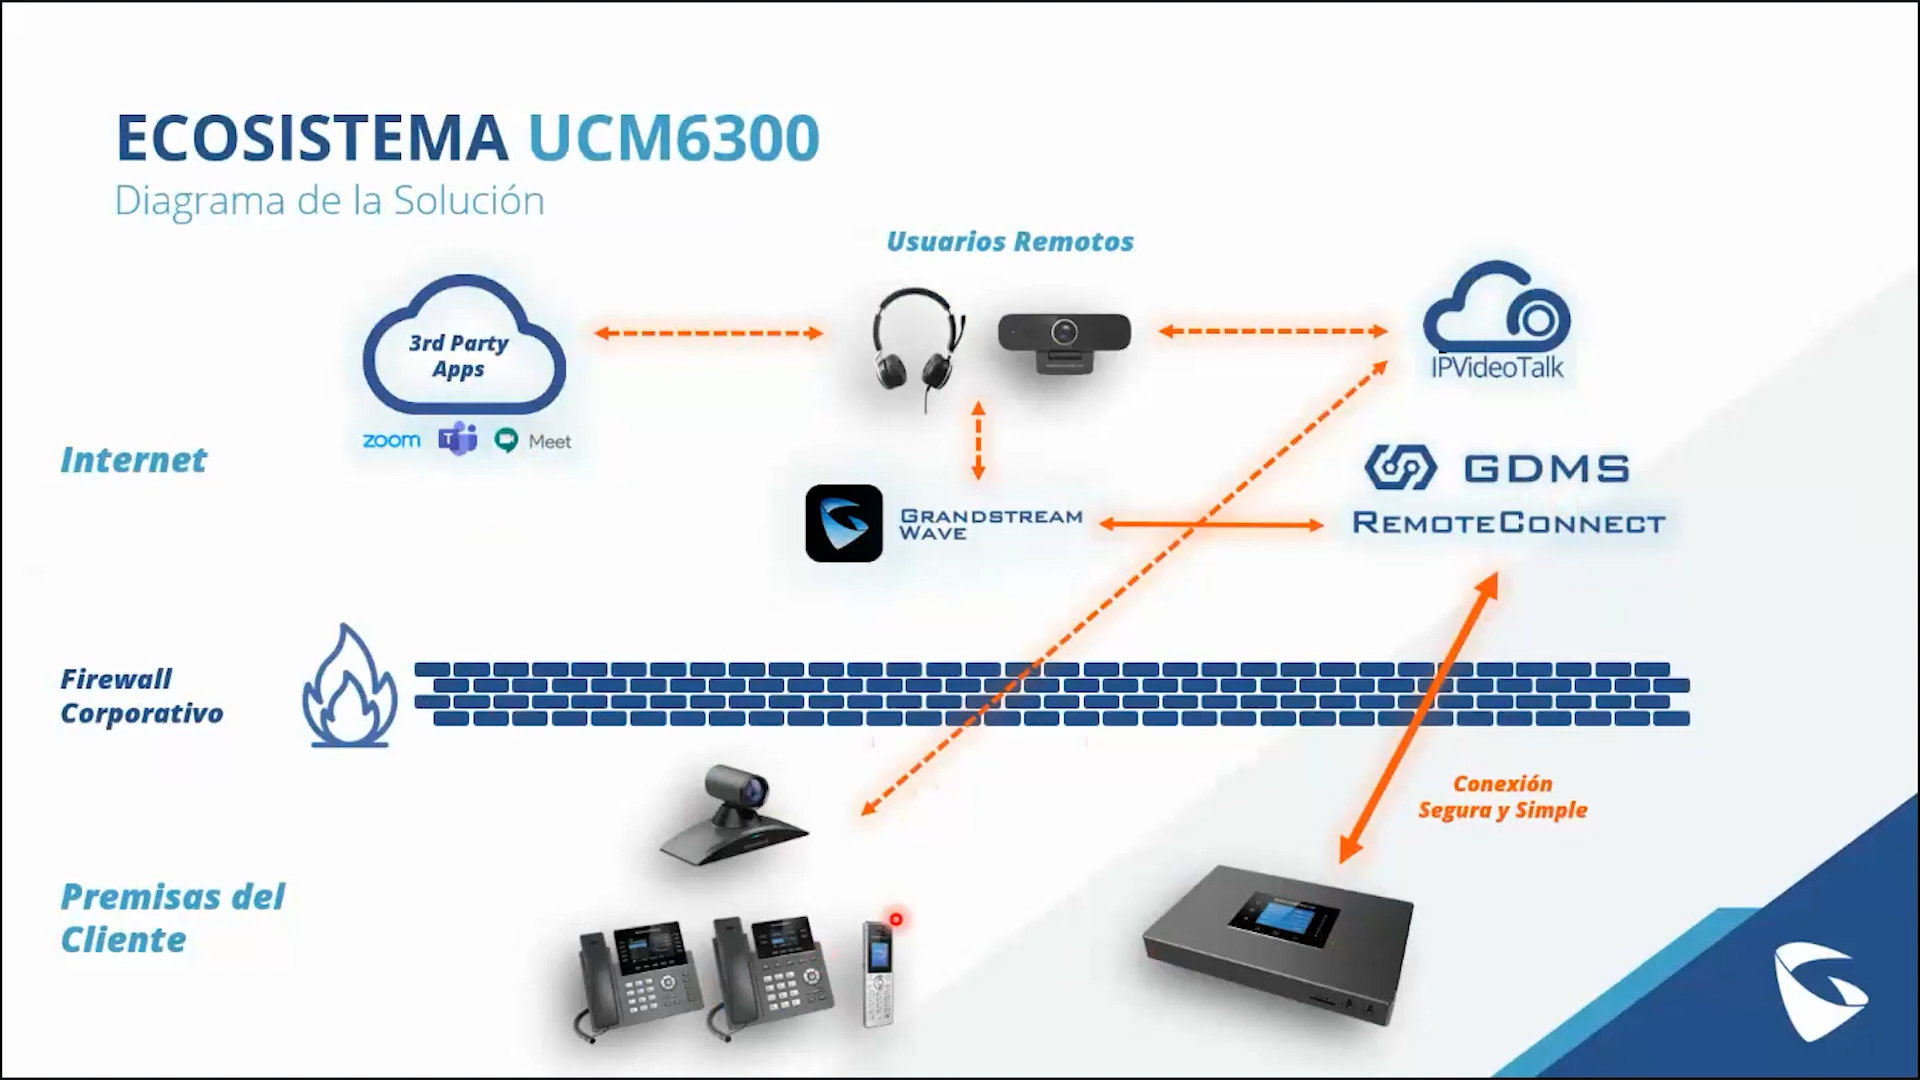 ECOSISTEMA UCM6300
Diagrama de la Solución
Usuarios Remotos
3rd Party
Apps
zoom
T
Meet
IPVideoTalk
Internet
GDMS
REMOTECONNECT
GRANDSTREAM
WAVE
Firewall
Corporativo
Conexión
Segura y Simple
Premisas del
Cliente